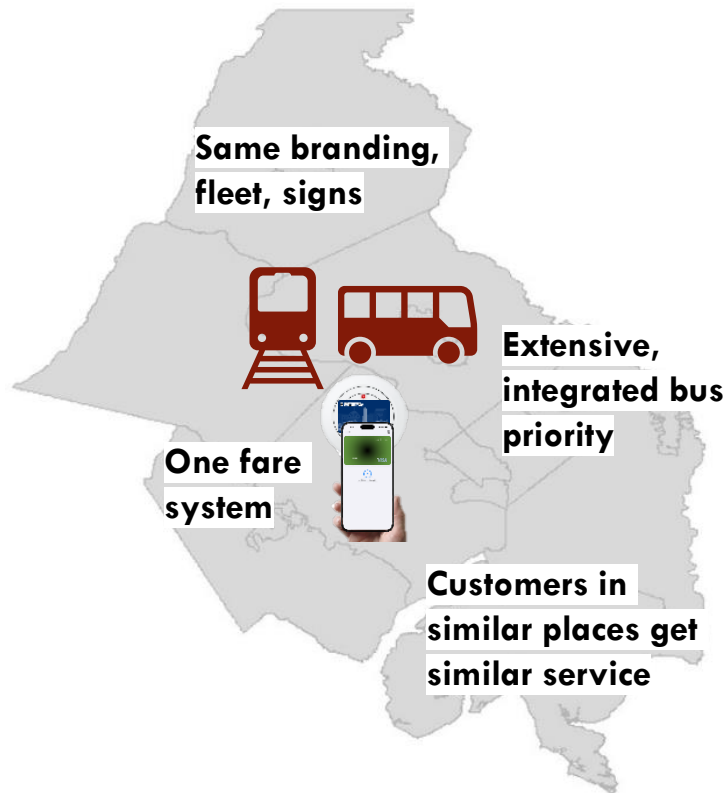 Same branding,
fleet, signs
Extensive,
integrated bus
priority
One fare
system
Customers in
similar places get
similar service